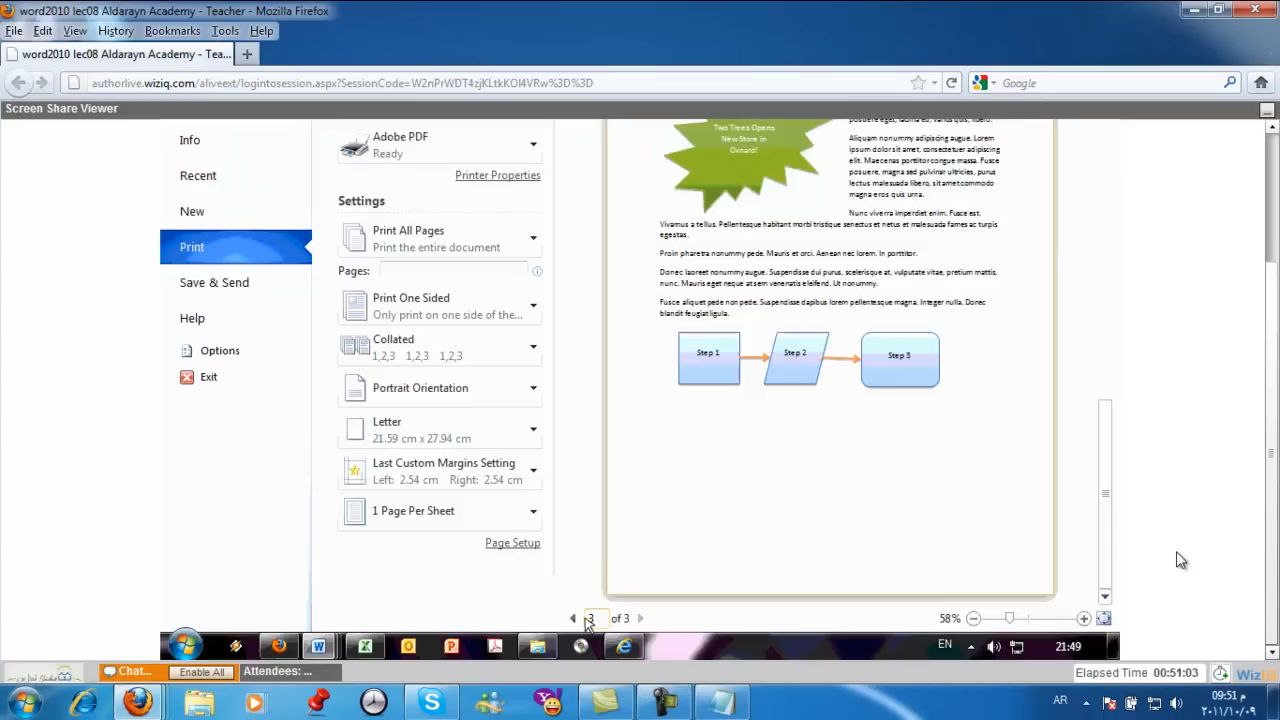 word2010 lec08 Aldarayn Academy - Teacher - Mozilla Firefox
File Edit View History Bookmarks Tools Help
word2010 lec08 Aldarayn Academy - Tea...
authorlive.wiziq.com/aliveext/logintosession.aspx?SessionCode=W2nPrWDT4zjKLtkKOl4VRw%3D%3D
Google
Screen Share Viewer
Info
Recent
New
Print
Save & Send
Help
Options
Exit
Adobe PDF
Ready
Printer Properties
Settings
Print All Pages
Print the entire document
Pages:
Print One Sided
Only print on one side of the...
Collated
1,2,3 1,2,3 1,2,3
Portrait Orientation
Letter
21.59 cm x 27.94 cm
Last Custom Margins Setting
Left: 2.54 cm Right: 2.54 cm
1 Page Per Sheet
Page Setup
Two Trees Opens
New Store in
Oxnard!
posuere eget, lacinia eu, varius quis, libero.
Aliquam nonummy adipiscing augue. Lorem
ipsum dolor sit amet, consectetuer adipiscing
elit. Maecenas porttitor congue massa. Fusce
posuere, magna sed pulvinar ultricies, purus
lectus malesuada libero, sit amet commodo
magna eros quis urna.
Nunc viverra imperdiet enim. Fusce est.
Vivamus a tellus. Pellentesque habitant morbi tristique senectus et netus et malesuada fames ac turpis
egestas.
Proin pharetra nonummy pede. Mauris et orci. Aenean nec lorem. In porttitor.
Donec laoreet nonummy augue. Suspendisse dui purus, scelerisque at, vulputate vitae, pretium mattis,
nunc. Mauris eget neque at sem venenatis eleifend. Ut nonummy.
Fusce aliquet pede non pede. Suspendisse dapibus lorem pellentesque magna. Integer nulla. Donec
blandit feugiat ligula.
Step 1
Step 2
Step 3
3 of 3
58%
EN
21:49
Chat...
Enable All
Attendees: ...
Elapsed Time 00:51:03
WizIQ
AR
09:51 م
٢٠١١/١٠/٠٩